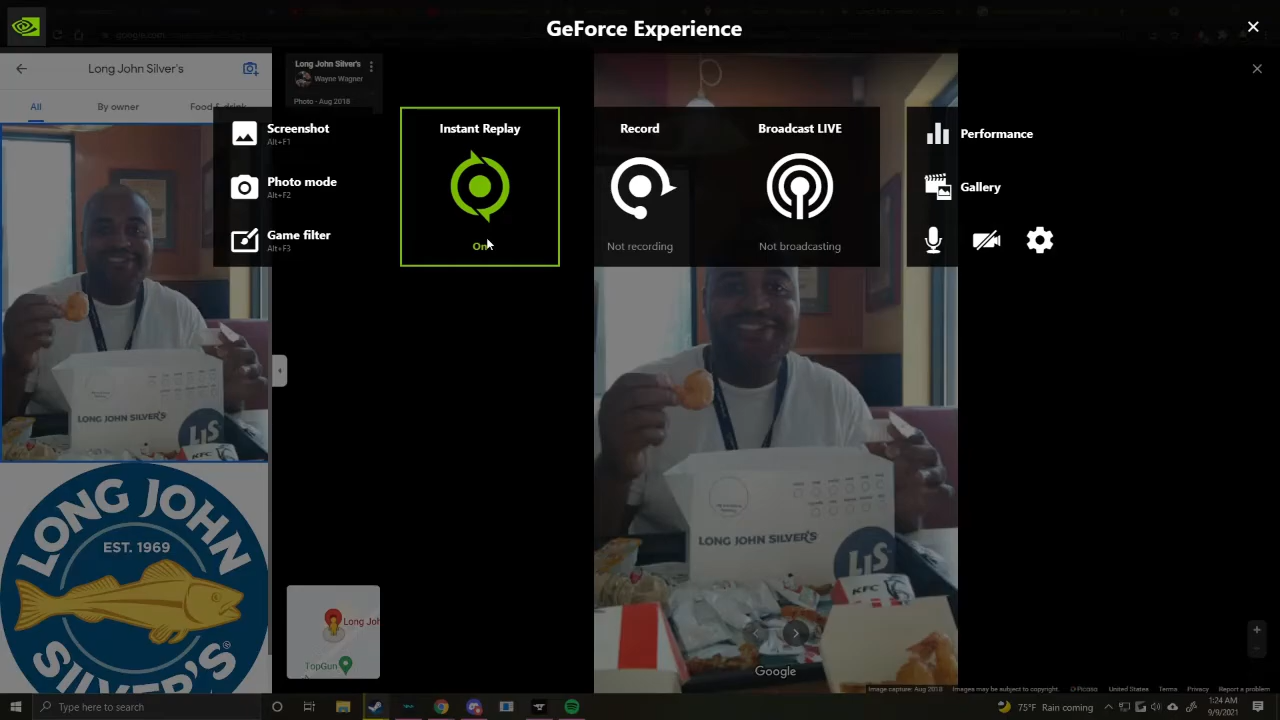 GeForce Experience
Long John Silver's
All
By owner
Food & drink
Long John Silver's
Wayne Wagner
Photo - Aug 2018
Screenshot
Alt+F1
Photo mode
Alt+F2
Game filter
Alt+F3
Instant Replay
On
Record
Not recording
Broadcast LIVE
Not broadcasting
Performance
Gallery
LONG JOHN SILVER'S
LJS
LONG JOHN SILVER'S
LJS
KFC
LONG JOHN
EST. 1969
SILVER'S
®
Long Joh
TopGun
Google
Image capture: Aug 2018
Images may be subject to copyright.
United States
Terms
Privacy
Report a problem
Type here to search
75°F Rain coming
1:24 AM
9/9/2021